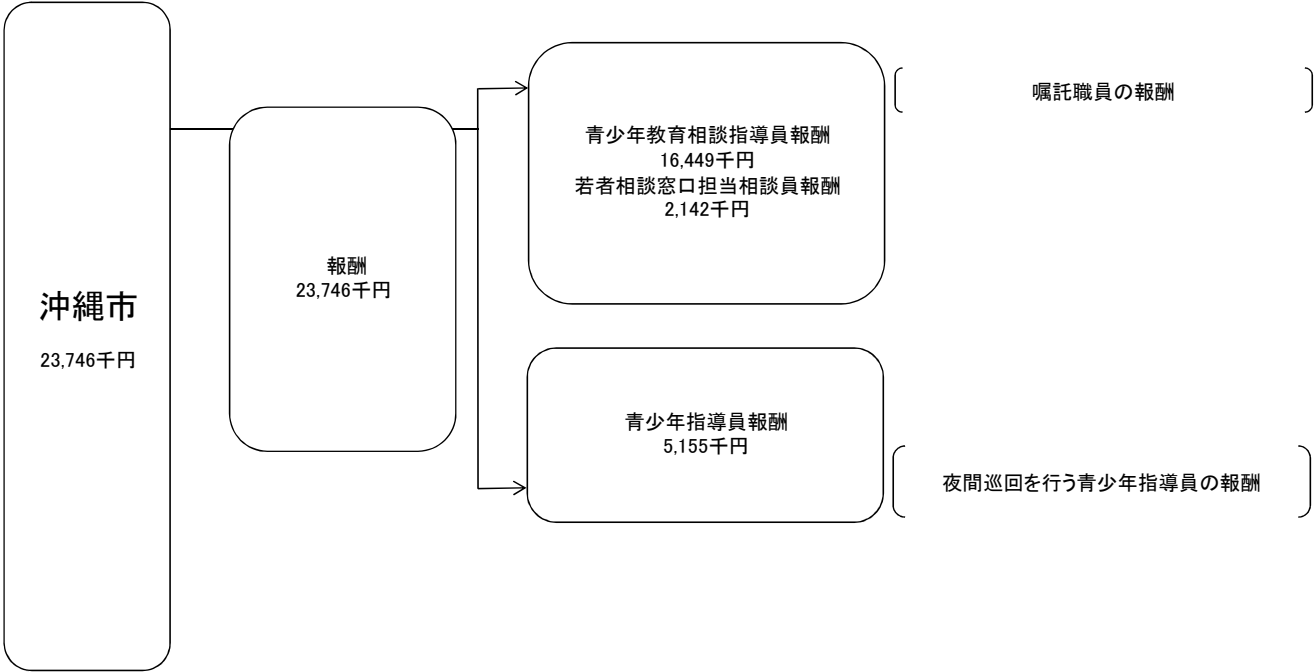 沖縄市
23,746千円
報酬
23,746千円
青少年教育相談指導員報酬
16,449千円
若者相談窓口担当相談員報酬
2,142千円
嘱託職員の報酬
青少年指導員報酬
5,155千円
夜間巡回を行う青少年指導員の報酬